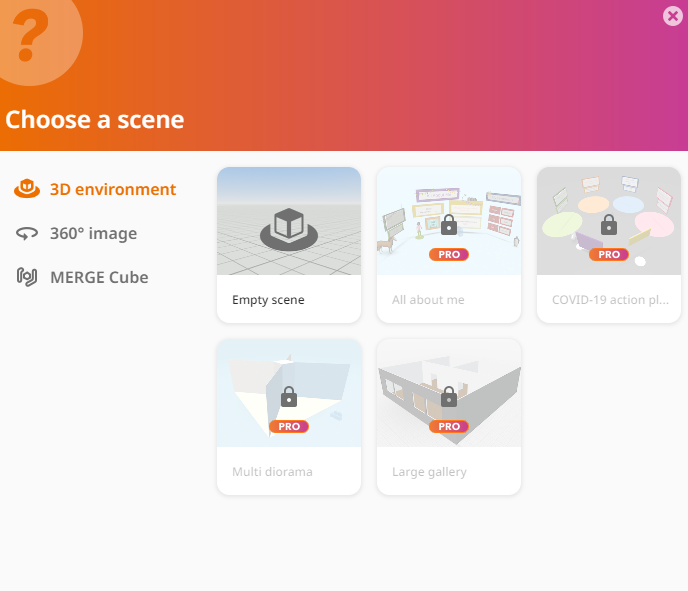 ?
Choose a scene
3D environment
360° image
MERGE Cube
Empty scene
PRO
All about me
PRO
COVID-19 action pl...
PRO
Multi diorama
PRO
Large gallery